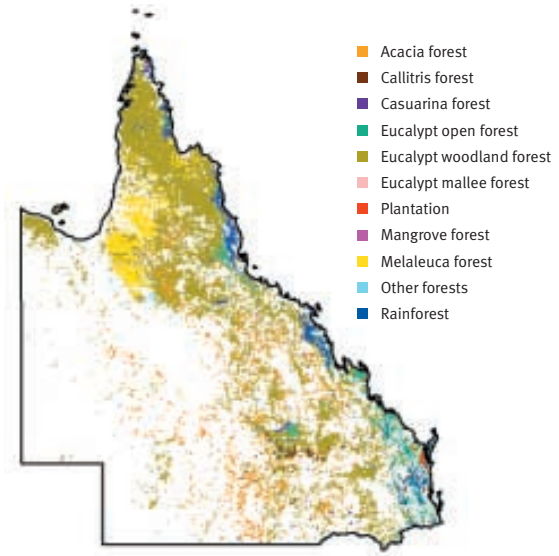 Acacia forest
Callitris forest
Casuarina forest
Eucalypt open forest
Eucalypt woodland forest
Eucalypt mallee forest
Plantation
Mangrove forest
Melaleuca forest
Other forests
Rainforest